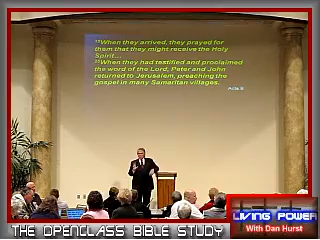 ¹⁵When they arrived, they prayed for
them that they might receive the Holy
Spirit...
²⁵When they had testified and proclaimed
the word of the Lord, Peter and John
returned to Jerusalem, preaching the
gospel in many Samaritan villages.
Acts 8
LIVING POWER
THE OPENCLASS BIBLE STUDY
With Dan Hurst